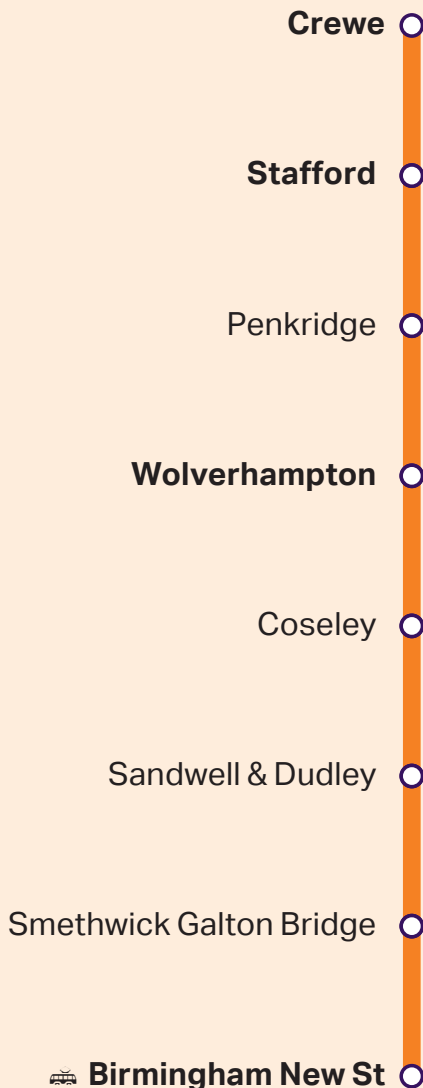 Crewe
Stafford
Penkridge
Wolverhampton
Coseley
Sandwell & Dudley
Smethwick Galton Bridge
Birmingham New St